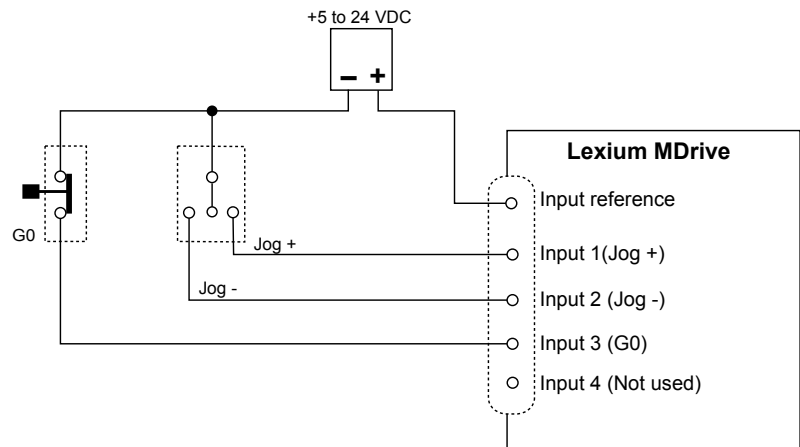 +5 to 24 VDC
− +
Lexium MDrive
Input reference
G0
Jog +
Input 1(Jog +)
Jog -
Input 2 (Jog -)
Input 3 (G0)
Input 4 (Not used)